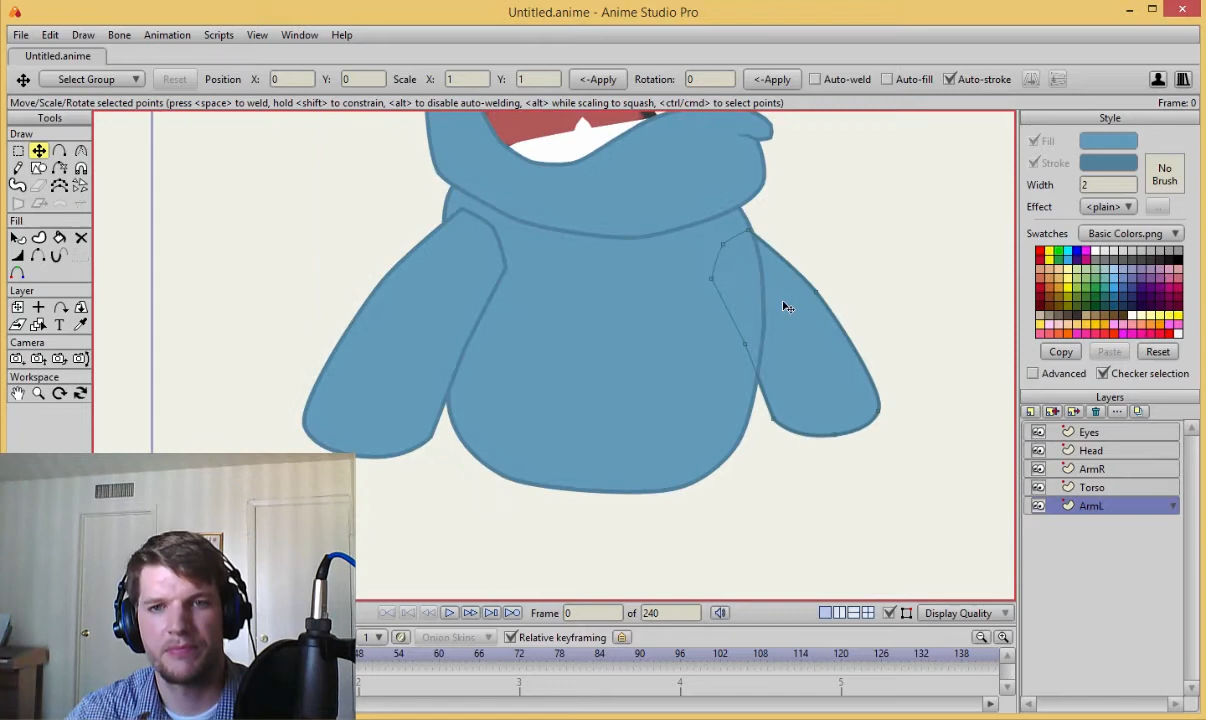 Untitled.anime - Anime Studio Pro
File Edit Draw Bone Animation Scripts View Window Help
Untitled.anime
Select Group Reset Position X: 0 Y: 0 Scale X: 1 Y: 1 <-Apply Rotation: 0 <-Apply Auto-weld Auto-fill Auto-stroke
Move/Scale/Rotate selected points (press <space> to weld, hold <shift> to constrain, <alt> to disable auto-welding, <alt> while scaling to squash, <ctrl/cmd> to select points) Frame: 0
Tools
Draw
Fill
Layer
Camera
Workspace
Style
Fill
Stroke
No Brush
Width 2
Effect <plain> ...
Swatches Basic Colors.png
Copy Paste Reset
Advanced Checker selection
Layers
Eyes
Head
ArmR
Torso
ArmL
Frame 0 of 240 Display Quality
1 Onion Skins Relative keyframing
48 54 60 66 72 78 84 90 96 102 108 114 120 126 132 138
2 3 4 5